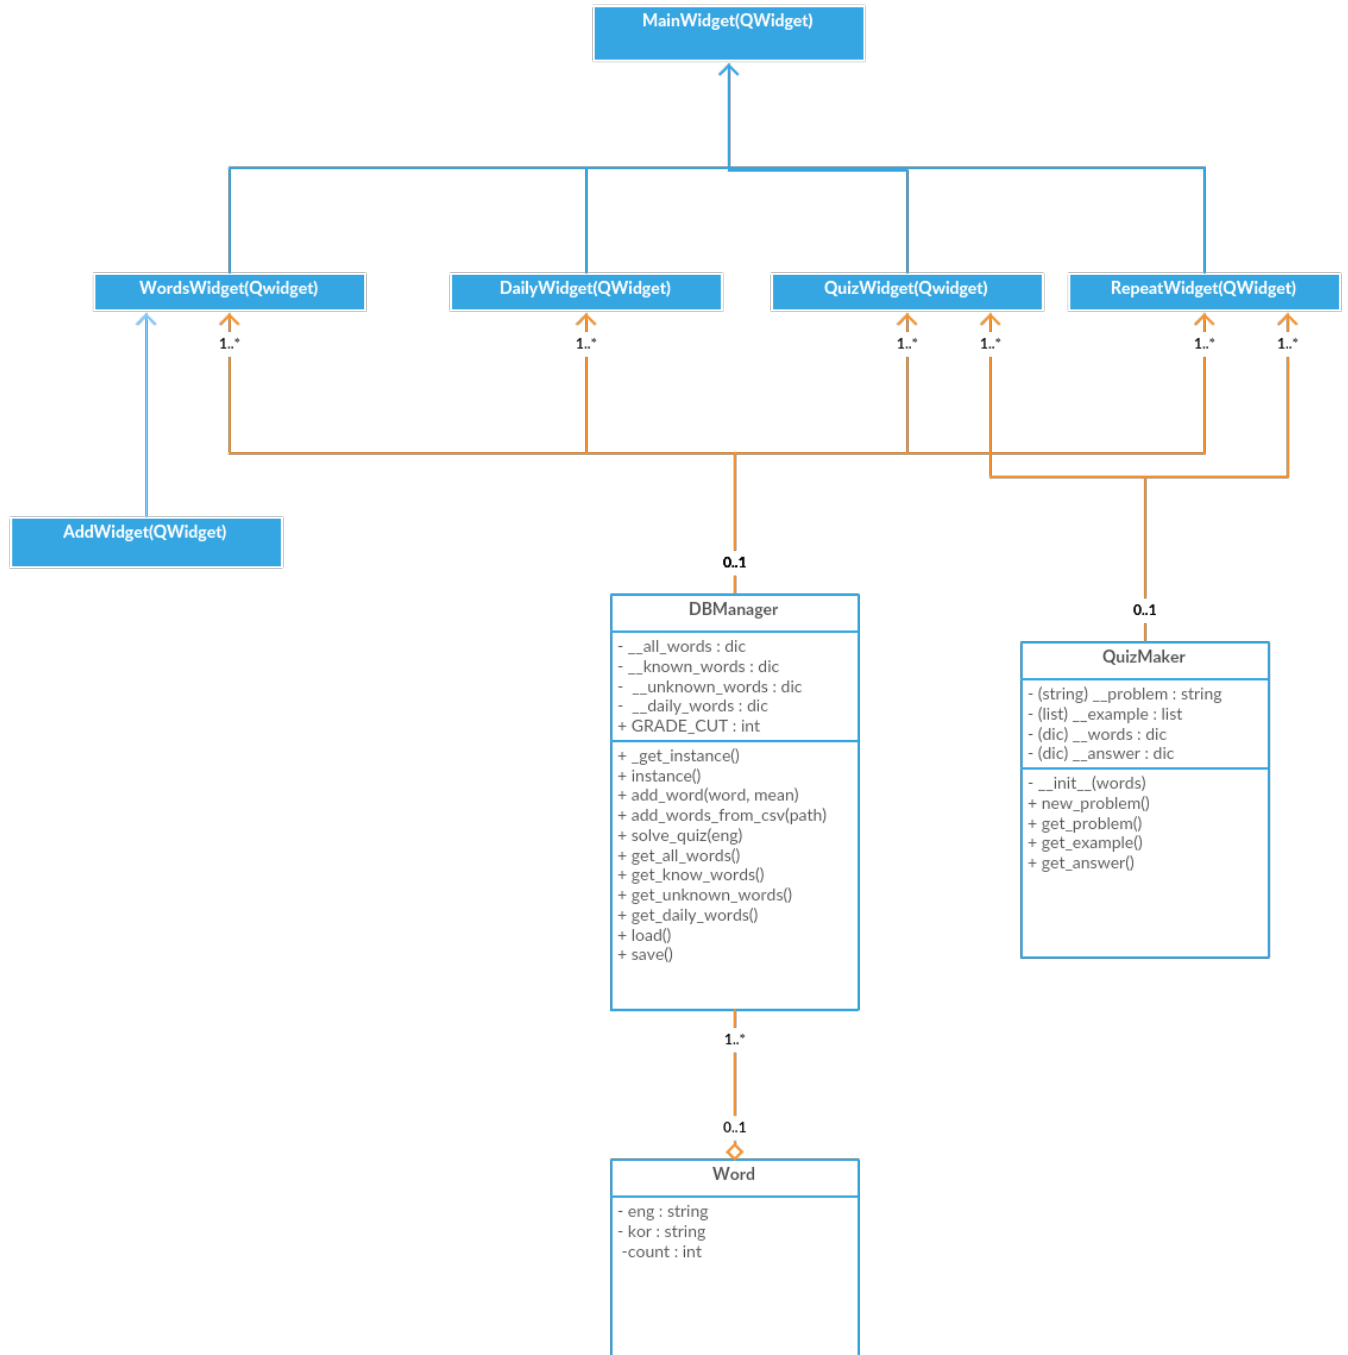 MainWidget(QWidget)
WordsWidget(Qwidget)
DailyWidget(QWidget)
QuizWidget(Qwidget)
RepeatWidget(QWidget)
1..*
1..*
1..*
1..*
1..*
1..*
AddWidget(QWidget)
0..1
DBManager
- __all_words : dic
- __known_words : dic
- __unknown_words : dic
- __daily_words : dic
+ GRADE_CUT : int
+ _get_instance()
+ instance()
+ add_word(word, mean)
+ add_words_from_csv(path)
+ solve_quiz(eng)
+ get_all_words()
+ get_know_words()
+ get_unknown_words()
+ get_daily_words()
+ load()
+ save()
0..1
QuizMaker
- (string) __problem : string
- (list) __example : list
- (dic) __words : dic
- (dic) __answer : dic
- __init__(words)
+ new_problem()
+ get_problem()
+ get_example()
+ get_answer()
1..*
0..1
Word
- eng : string
- kor : string
-count : int